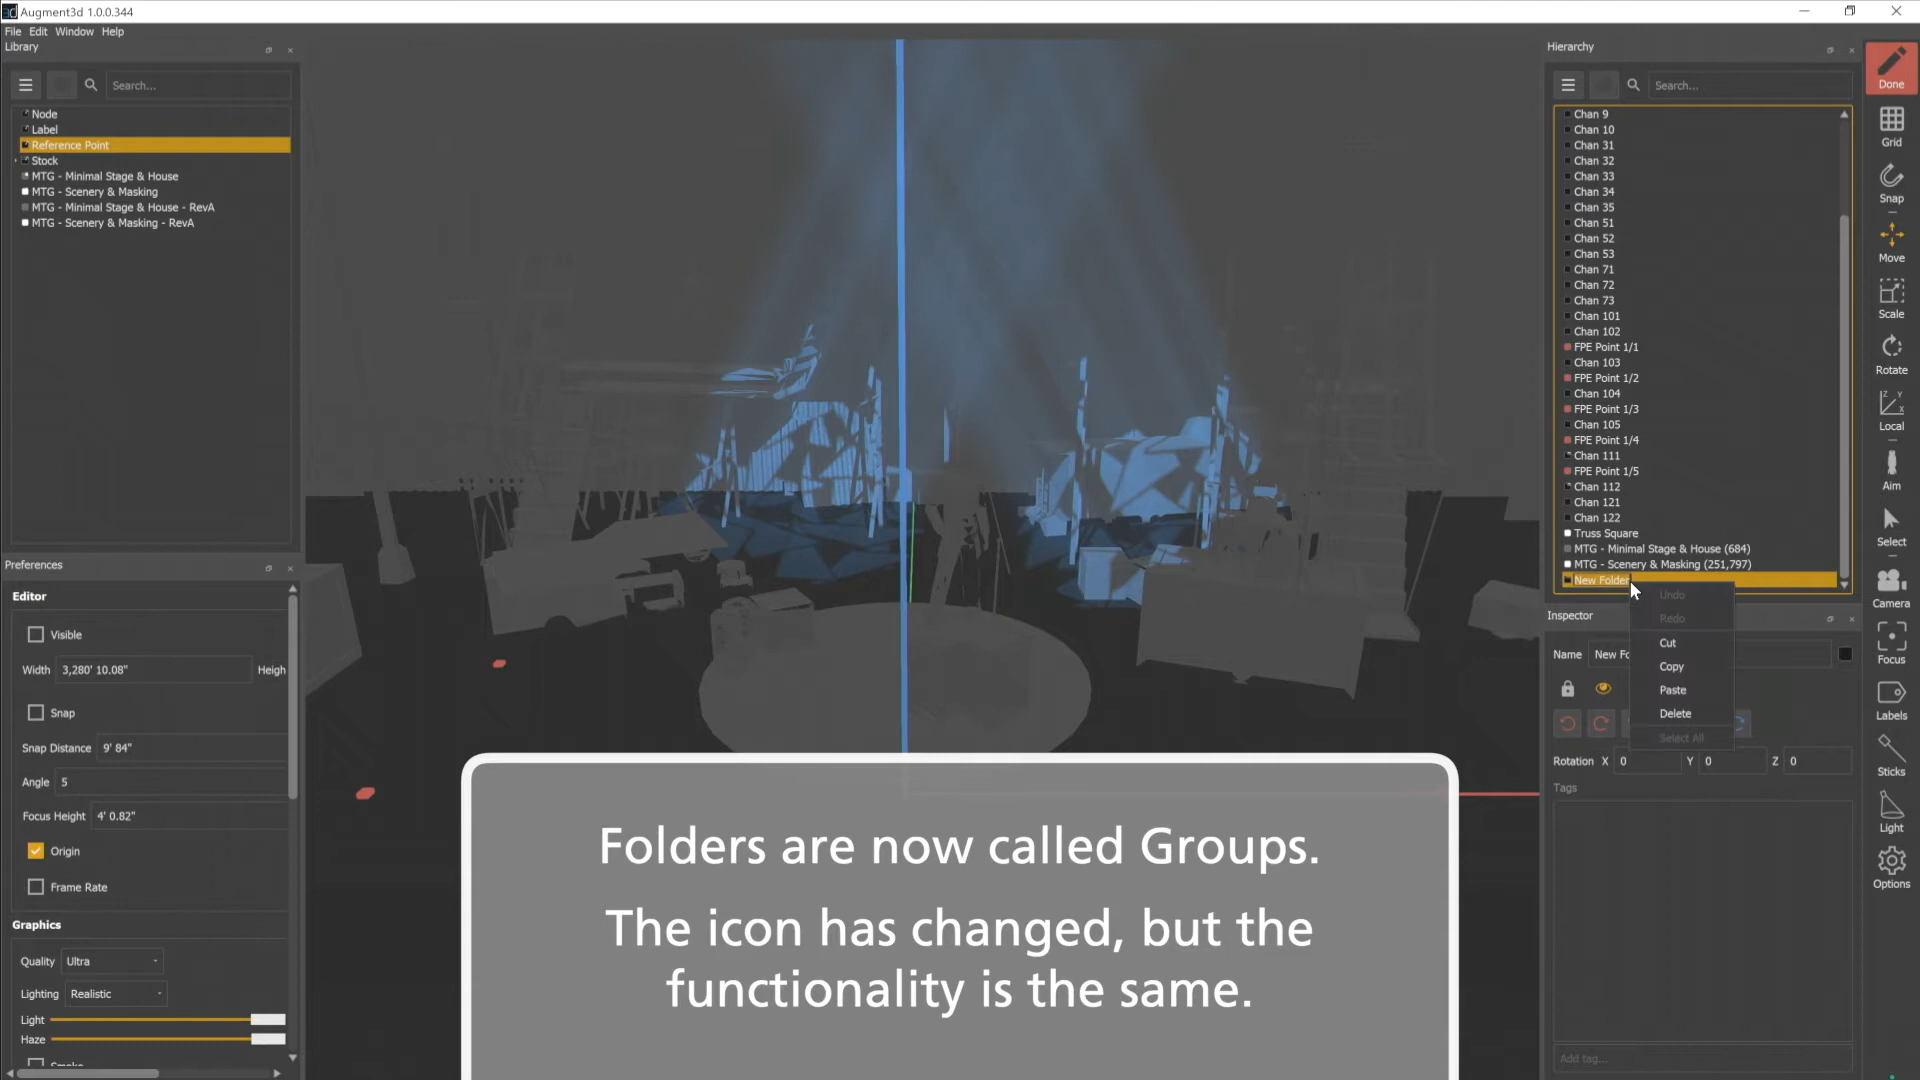 Augment3d 1.0.0.344
File Edit Window Help
Library
Search...
Node
Label
Reference Point
Stock
MTG - Minimal Stage & House
MTG - Scenery & Masking
MTG - Minimal Stage & House - RevA
MTG - Scenery & Masking - RevA
Preferences
Editor
Visible
Width 3,280' 10.08" Heigh
Snap
Snap Distance 9' 84"
Angle 5
Focus Height 4' 0.82"
Origin
Frame Rate
Graphics
Quality Ultra
Lighting Realistic
Light
Haze
Folders are now called Groups.
The icon has changed, but the
functionality is the same.
Hierarchy
Search...
Chan 9
Chan 10
Chan 31
Chan 32
Chan 33
Chan 34
Chan 35
Chan 51
Chan 52
Chan 53
Chan 71
Chan 72
Chan 73
Chan 101
Chan 102
FPE Point 1/1
Chan 103
FPE Point 1/2
Chan 104
FPE Point 1/3
Chan 105
FPE Point 1/4
Chan 111
FPE Point 1/5
Chan 112
Chan 121
Chan 122
Truss Square
MTG - Minimal Stage & House (684)
MTG - Scenery & Masking (251,797)
New Folder
Undo
Redo
Cut
Copy
Paste
Delete
Select All
Inspector
Name New Fo
Rotation X 0 Y 0 Z 0
Tags
Add tag...
Done
Grid
Snap
Move
Scale
Rotate
Z Y X
Local
Aim
Select
Camera
Focus
Labels
Sticks
Light
Options